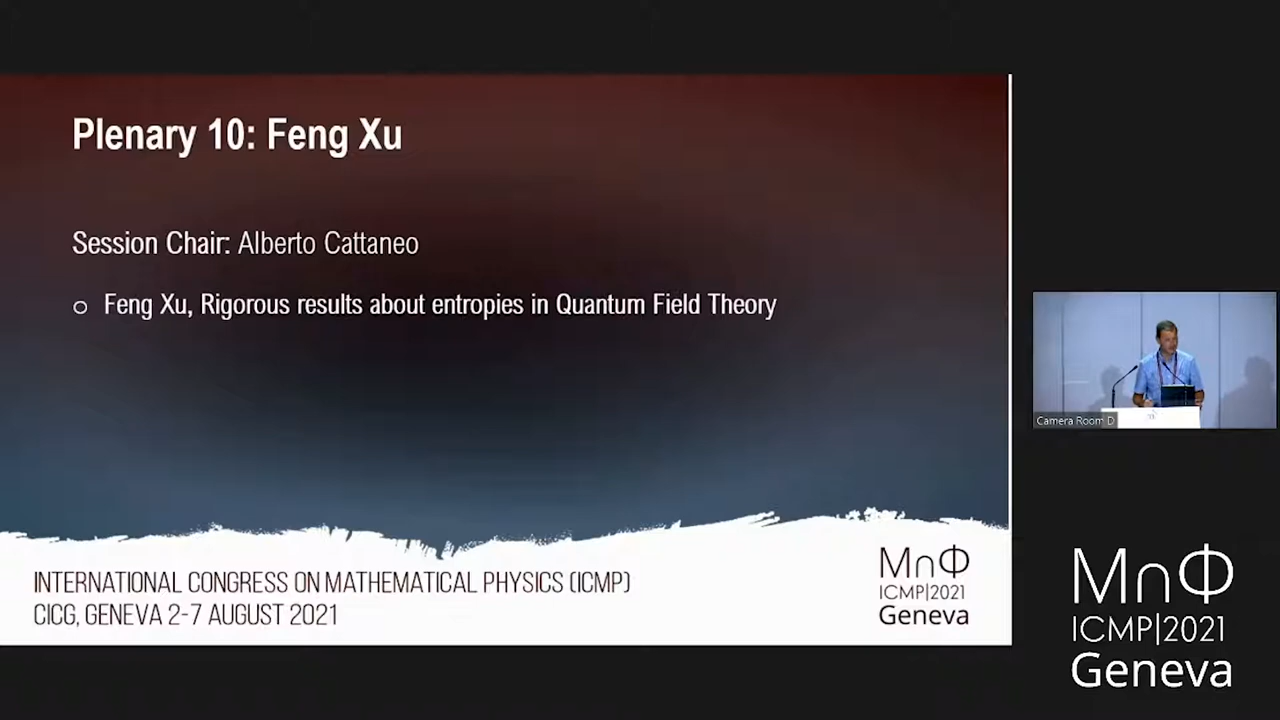 Plenary 10: Feng Xu
Session Chair: Alberto Cattaneo
Feng Xu, Rigorous results about entropies in Quantum Field Theory
INTERNATIONAL CONGRESS ON MATHEMATICAL PHYSICS (ICMP)
CICG, GENEVA 2-7 AUGUST 2021
M∩Φ
ICMP|2021
Geneva
Camera Room D
M∩Φ
ICMP|2021
Geneva